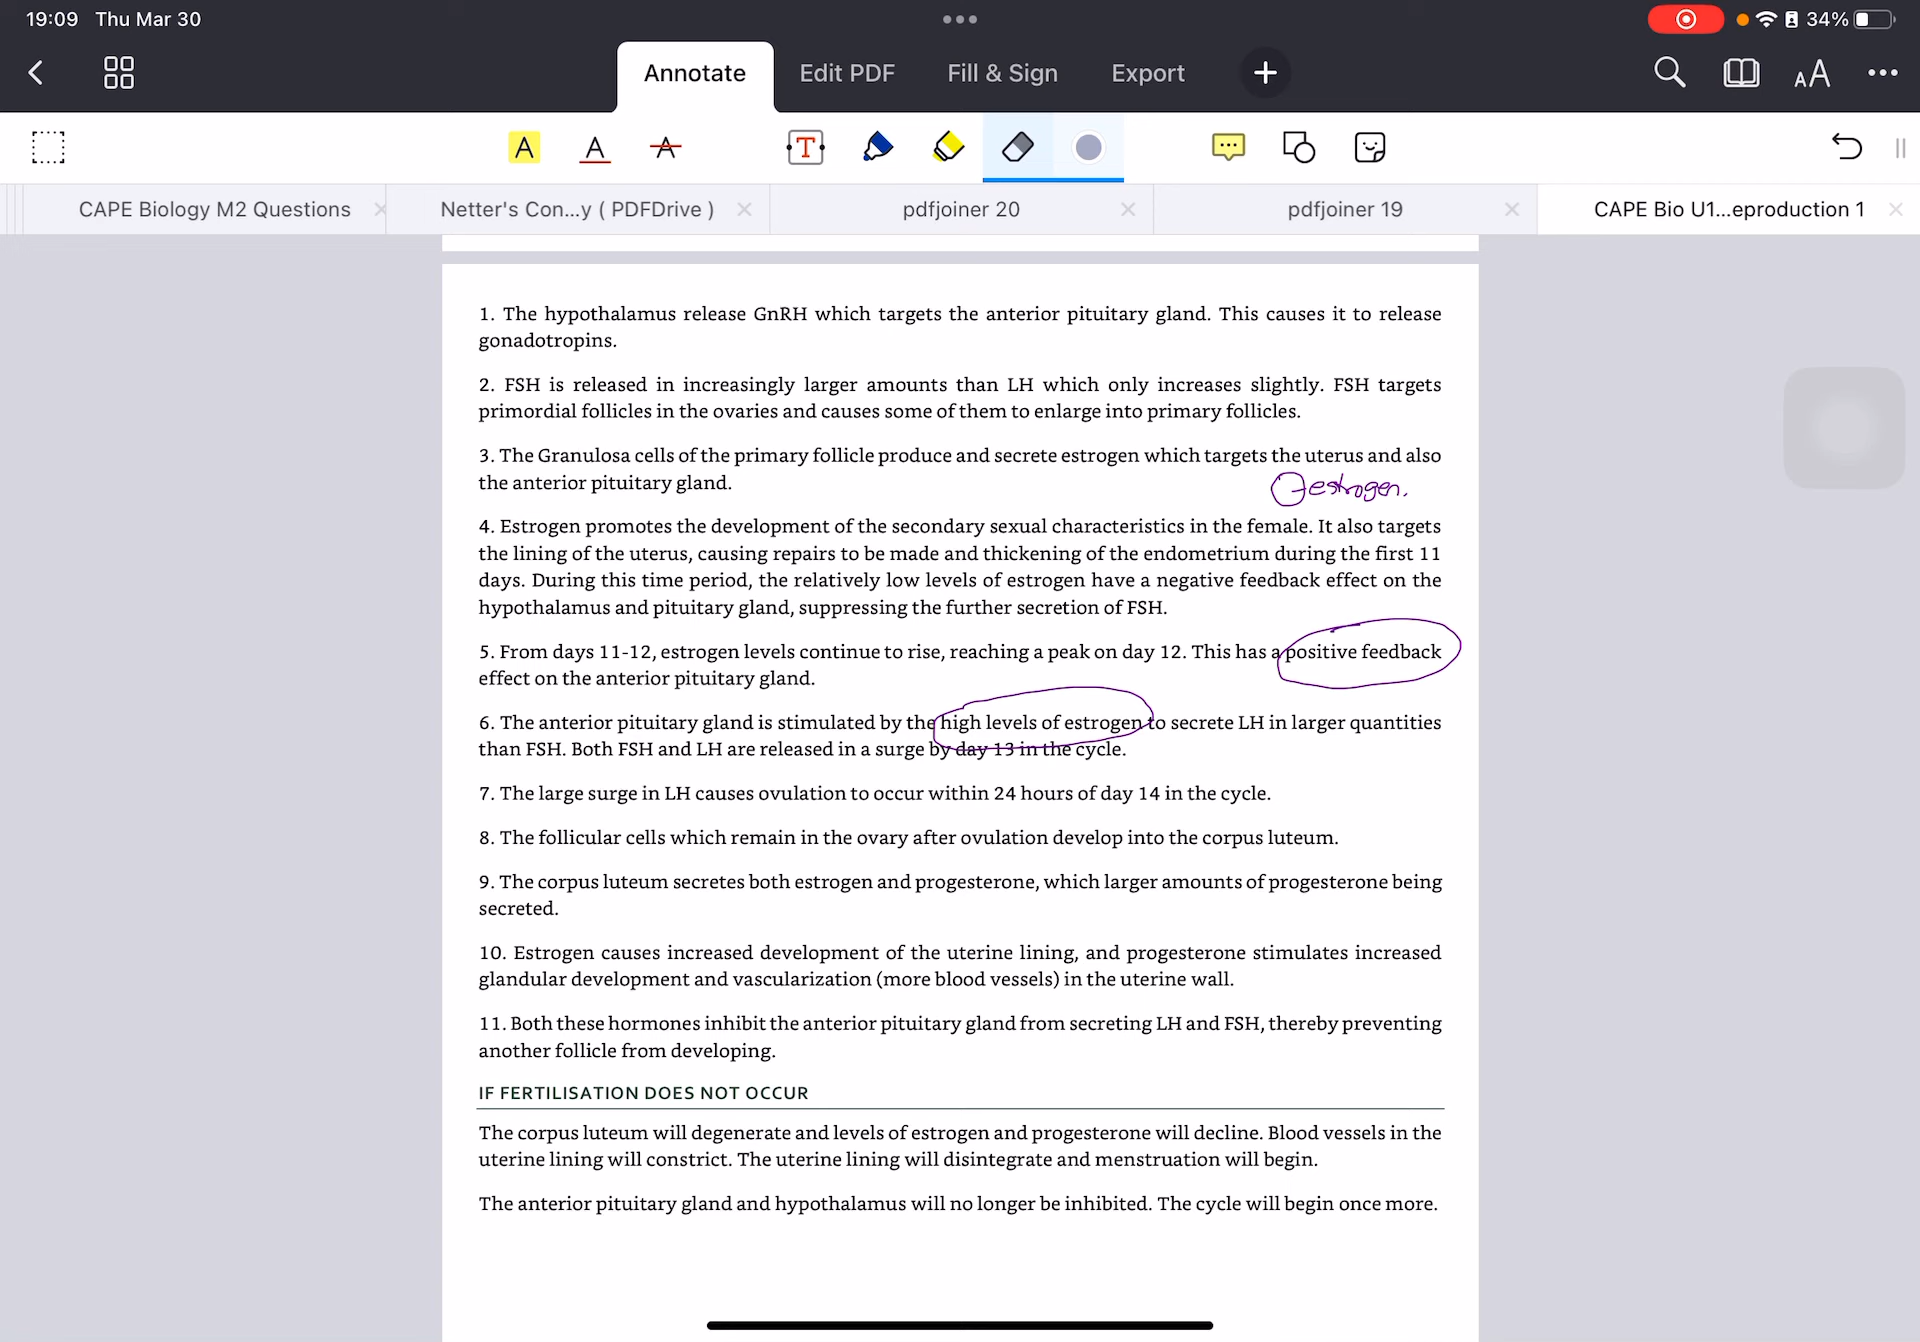 19:09 Thu Mar 30
34%
Annotate
Edit PDF
Fill & Sign
Export
CAPE Biology M2 Questions
Netter's Con...y ( PDFDrive )
pdfjoiner 20
pdfjoiner 19
CAPE Bio U1...eproduction 1
1. The hypothalamus release GnRH which targets the anterior pituitary gland. This causes it to release
gonadotropins.
2. FSH is released in increasingly larger amounts than LH which only increases slightly. FSH targets
primordial follicles in the ovaries and causes some of them to enlarge into primary follicles.
3. The Granulosa cells of the primary follicle produce and secrete estrogen which targets the uterus and also
the anterior pituitary gland.
estrogen.
4. Estrogen promotes the development of the secondary sexual characteristics in the female. It also targets
the lining of the uterus, causing repairs to be made and thickening of the endometrium during the first 11
days. During this time period, the relatively low levels of estrogen have a negative feedback effect on the
hypothalamus and pituitary gland, suppressing the further secretion of FSH.
5. From days 11-12, estrogen levels continue to rise, reaching a peak on day 12. This has a positive feedback
effect on the anterior pituitary gland.
6. The anterior pituitary gland is stimulated by the high levels of estrogen to secrete LH in larger quantities
than FSH. Both FSH and LH are released in a surge by day 13 in the cycle.
7. The large surge in LH causes ovulation to occur within 24 hours of day 14 in the cycle.
8. The follicular cells which remain in the ovary after ovulation develop into the corpus luteum.
9. The corpus luteum secretes both estrogen and progesterone, which larger amounts of progesterone being
secreted.
10. Estrogen causes increased development of the uterine lining, and progesterone stimulates increased
glandular development and vascularization (more blood vessels) in the uterine wall.
11. Both these hormones inhibit the anterior pituitary gland from secreting LH and FSH, thereby preventing
another follicle from developing.
IF FERTILISATION DOES NOT OCCUR
The corpus luteum will degenerate and levels of estrogen and progesterone will decline. Blood vessels in the
uterine lining will constrict. The uterine lining will disintegrate and menstruation will begin.
The anterior pituitary gland and hypothalamus will no longer be inhibited. The cycle will begin once more.